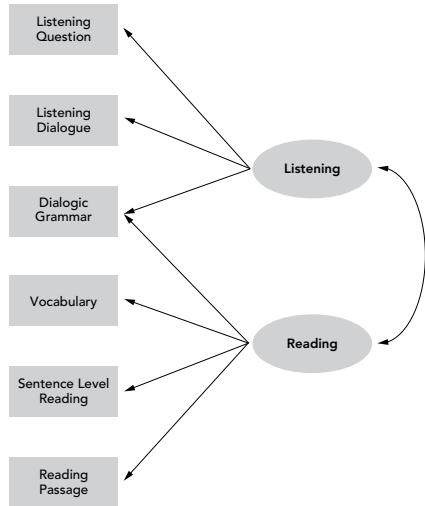 Listening
Question
Listening
Dialogue
Listening
Dialogic
Grammar
Vocabulary
Reading
Sentence Level
Reading
Reading
Passage